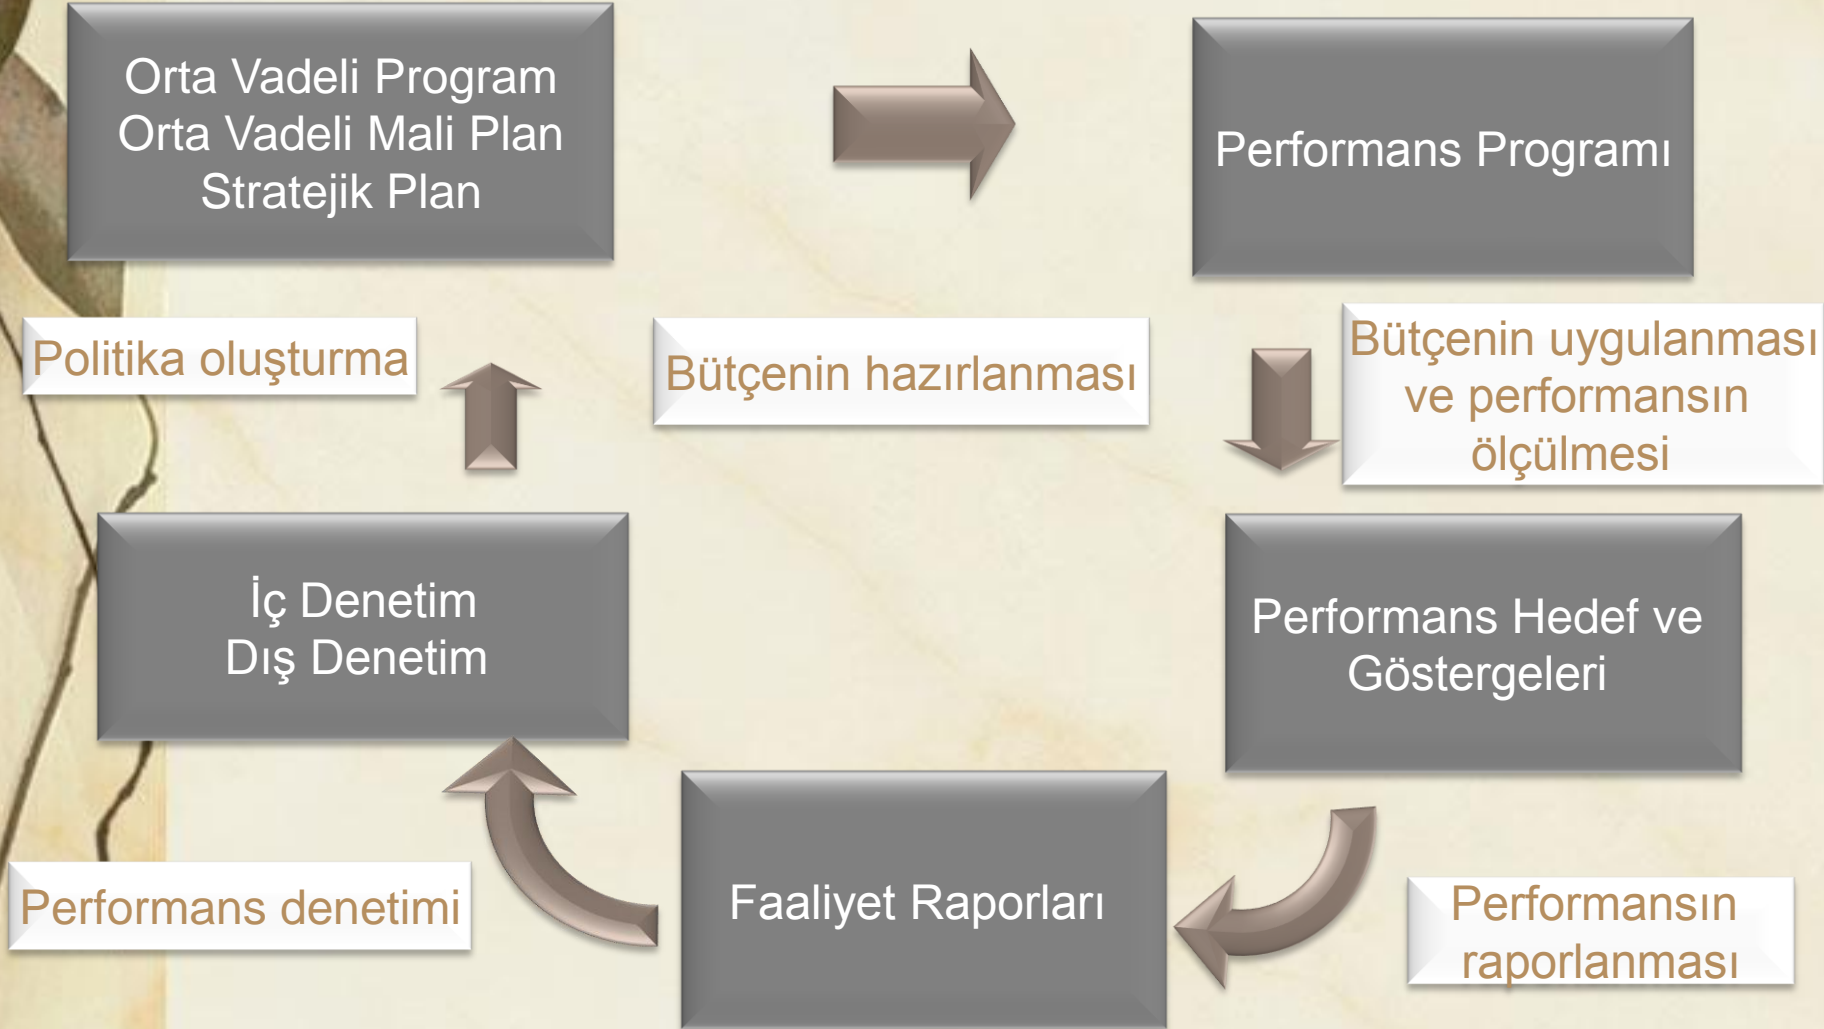 Orta Vadeli Program
Orta Vadeli Mali Plan
Stratejik Plan
Performans Programı
Politika oluşturma
Bütçenin hazırlanması
Bütçenin uygulanması
ve performansın
ölçülmesi
İç Denetim
Dış Denetim
Performans Hedef ve
Göstergeleri
Performans denetimi
Faaliyet Raporları
Performansın
raporlanması